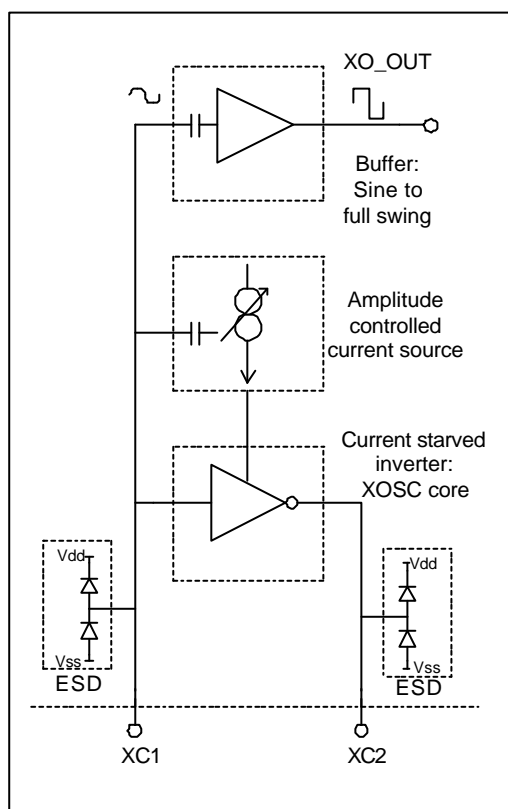 XO_OUT
Buffer:
Sine to
full swing
Amplitude
controlled
current source
Current starved
inverter:
XOSC core
Vdd
Vss
ESD
Vdd
Vss
ESD
XC1
XC2